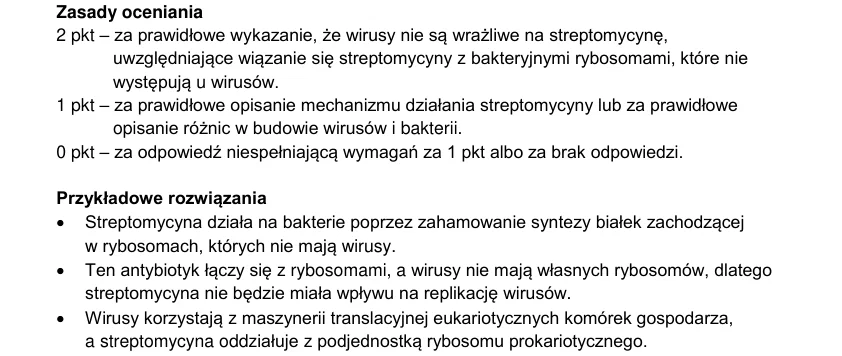 Zasady oceniania
2 pkt – za prawidłowe wykazanie, że wirusy nie są wrażliwe na streptomycynę,
uwzględniające wiązanie się streptomycyny z bakteryjnymi rybosomami, które nie
występują u wirusów.
1 pkt – za prawidłowe opisanie mechanizmu działania streptomycyny lub za prawidłowe
opisanie różnic w budowie wirusów i bakterii.
0 pkt – za odpowiedź niespełniającą wymagań za 1 pkt albo za brak odpowiedzi.
Przykładowe rozwiązania
• Streptomycyna działa na bakterie poprzez zahamowanie syntezy białek zachodzącej
w rybosomach, których nie mają wirusy.
• Ten antybiotyk łączy się z rybosomami, a wirusy nie mają własnych rybosomów, dlatego
streptomycyna nie będzie miała wpływu na replikację wirusów.
• Wirusy korzystają z maszynerii translacyjnej eukariotycznych komórek gospodarza,
a streptomycyna oddziałuje z podjednostką rybosomu prokariotycznego.